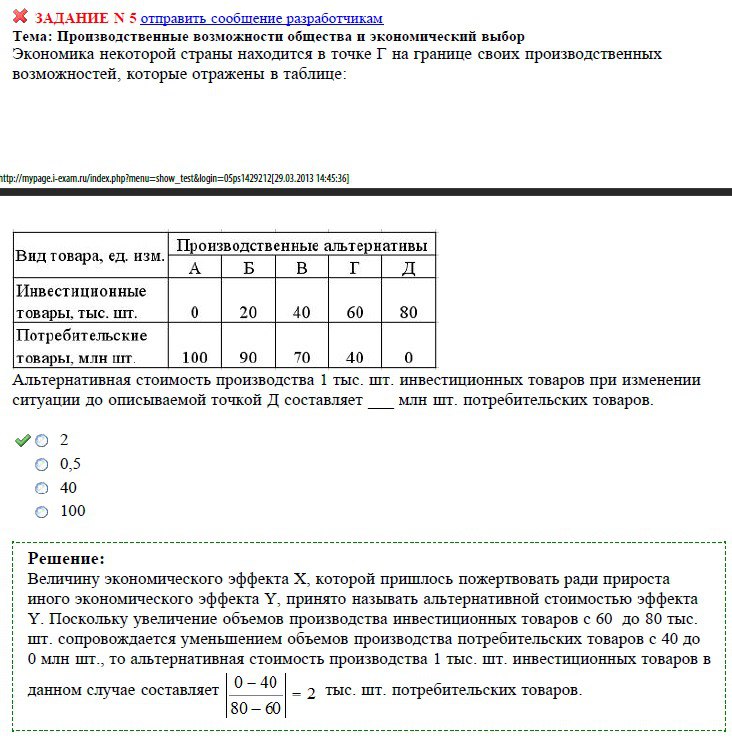 ЗАДАНИЕ N 5 отправить сообщение разработчикам
Тема: Производственные возможности общества и экономический выбор
Экономика некоторой страны находится в точке Г на границе своих производственных
возможностей, которые отражены в таблице:
http://mypage.i-exam.ru/index.php?menu=show_test&login=05ps1429212[29.03.2013 14:45:36]
Вид товара, ед. изм. Производственные альтернативы
А Б В Г Д
Инвестиционные
товары, тыс. шт. 0 20 40 60 80
Потребительские
товары, млн шт. 100 90 70 40 0
Альтернативная стоимость производства 1 тыс. шт. инвестиционных товаров при изменении
ситуации до описываемой точкой Д составляет ___ млн шт. потребительских товаров.
2
0,5
40
100
Решение:
Величину экономического эффекта X, которой пришлось пожертвовать ради прироста
иного экономического эффекта Y, принято называть альтернативной стоимостью эффекта
Y. Поскольку увеличение объемов производства инвестиционных товаров с 60 до 80 тыс.
шт. сопровождается уменьшением объемов производства потребительских товаров с 40 до
0 млн шт., то альтернативная стоимость производства 1 тыс. шт. инвестиционных товаров в
данном случае составляет |(0 – 40)/(80 – 60)| = 2 тыс. шт. потребительских товаров.